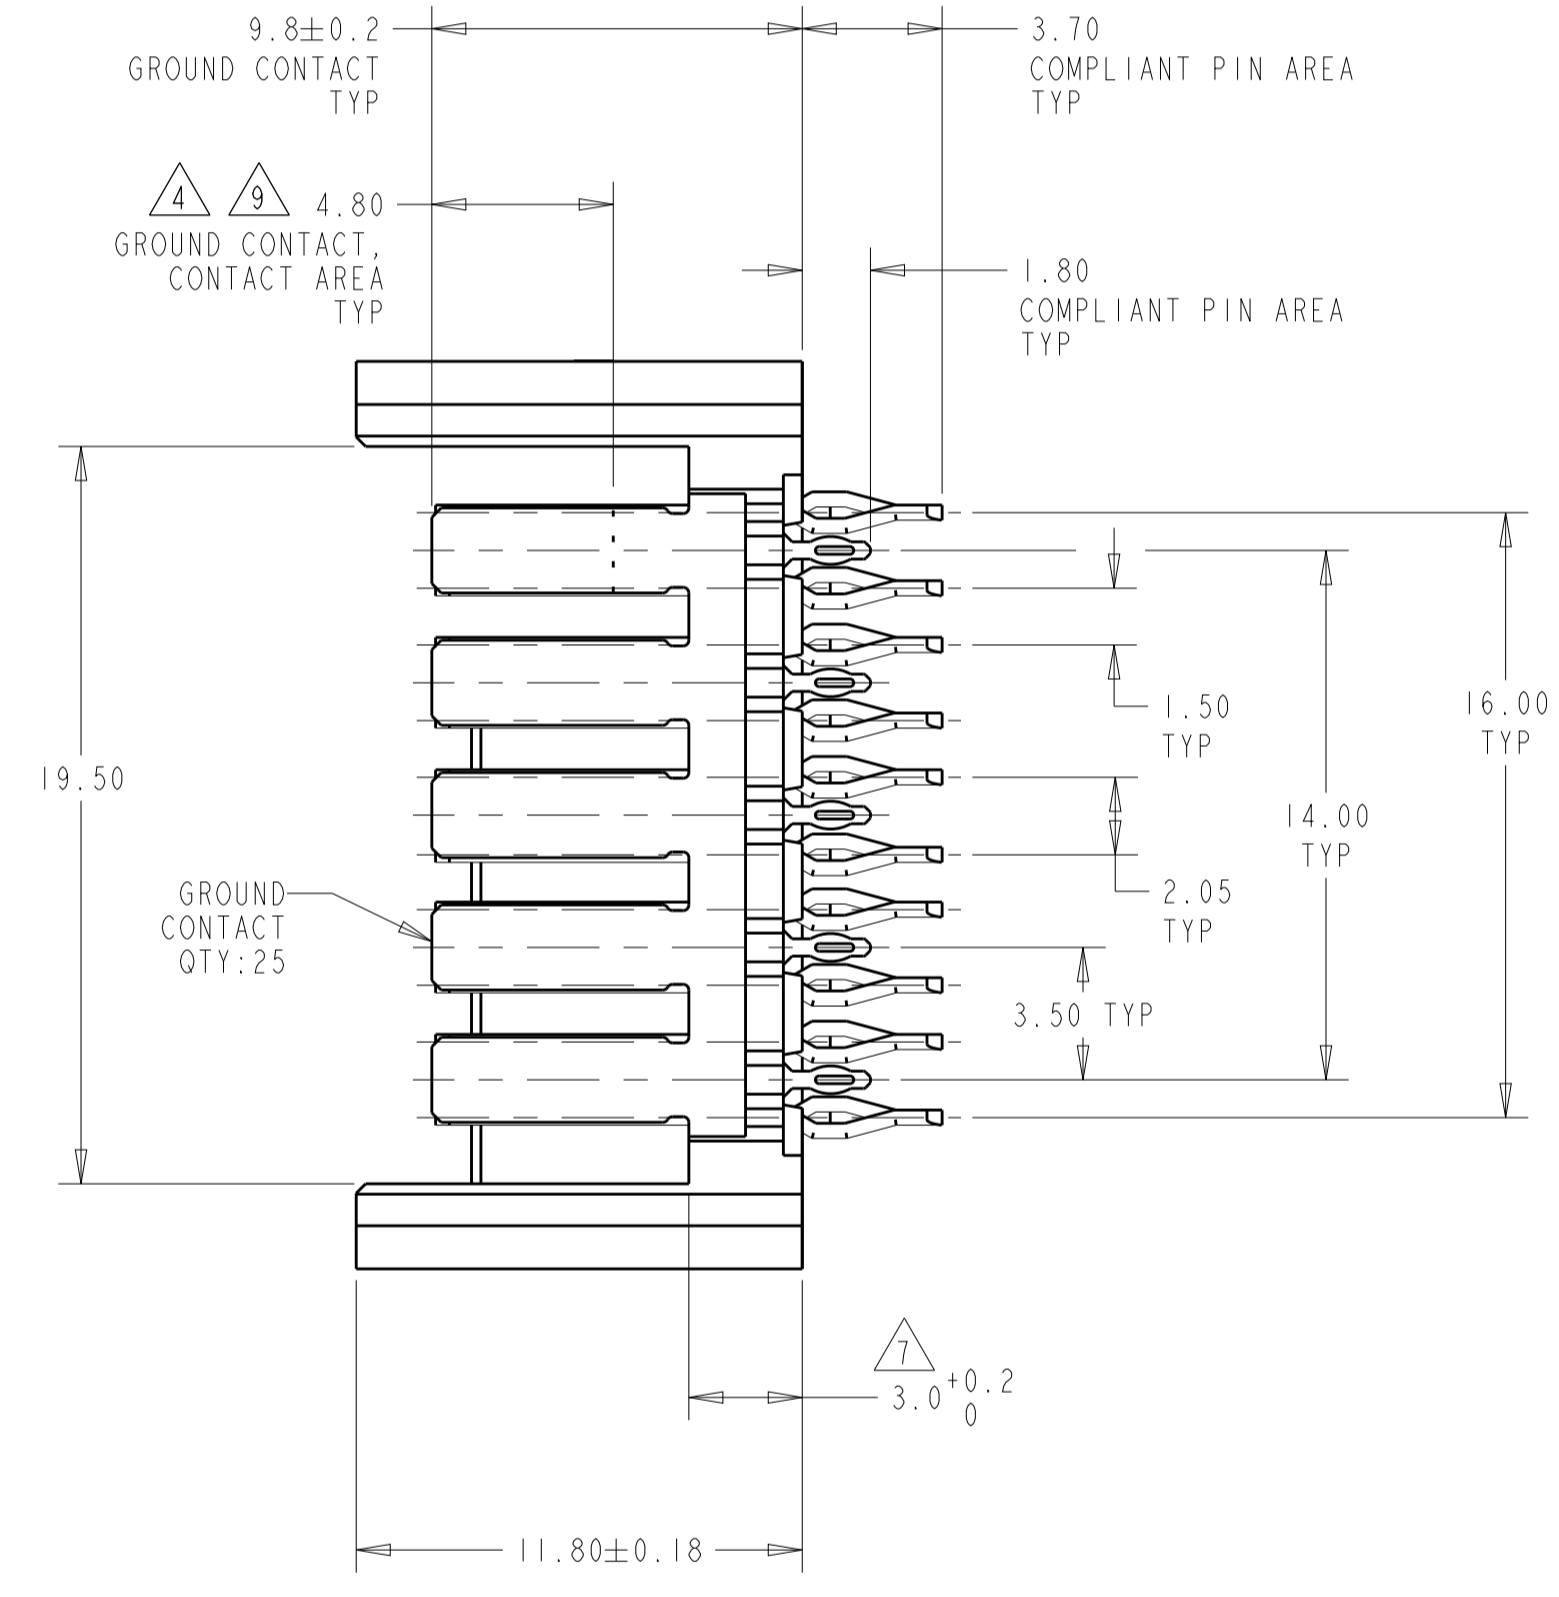 9.8±0.2
GROUND CONTACT
TYP
3.70
COMPLIANT PIN AREA
TYP
4 9 4.80
GROUND CONTACT,
CONTACT AREA
TYP
1.80
COMPLIANT PIN AREA
TYP
19.50
1.50
TYP
16.00
TYP
14.00
TYP
2.05
TYP
GROUND
CONTACT
QTY:25
3.50 TYP
7
3.0 +0.2
0
11.80±0.18